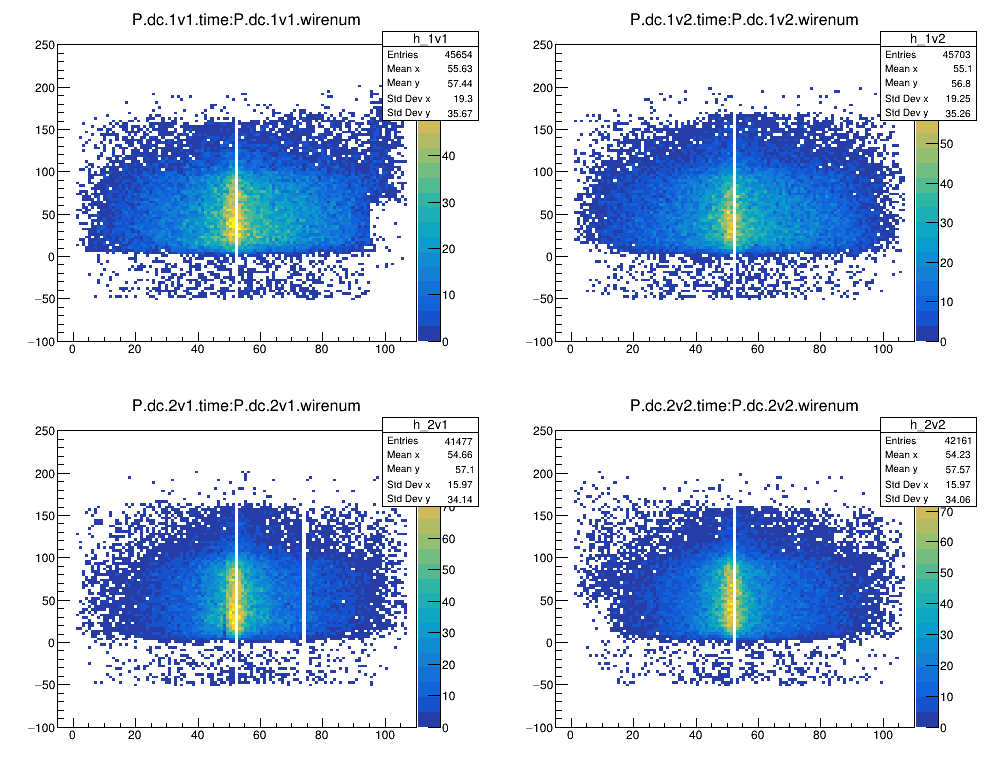 P.dc.1v1.time:P.dc.1v1.wirenum
h_1v1
Entries 45654
Mean x 55.63
Mean y 57.44
Std Dev x 19.3
Std Dev y 35.67
250
200
150
100
50
0
−50
−100
0 20 40 60 80 100
40
30
20
10
0
P.dc.1v2.time:P.dc.1v2.wirenum
h_1v2
Entries 45703
Mean x 55.1
Mean y 56.8
Std Dev x 19.25
Std Dev y 35.26
250
200
150
100
50
0
−50
−100
0 20 40 60 80 100
50
40
30
20
10
0
P.dc.2v1.time:P.dc.2v1.wirenum
h_2v1
Entries 41477
Mean x 54.66
Mean y 57.1
Std Dev x 15.97
Std Dev y 34.14
250
200
150
100
50
0
−50
−100
0 20 40 60 80 100
70
60
50
40
30
20
10
0
P.dc.2v2.time:P.dc.2v2.wirenum
h_2v2
Entries 42161
Mean x 54.23
Mean y 57.57
Std Dev x 15.97
Std Dev y 34.06
250
200
150
100
50
0
−50
−100
0 20 40 60 80 100
70
60
50
40
30
20
10
0